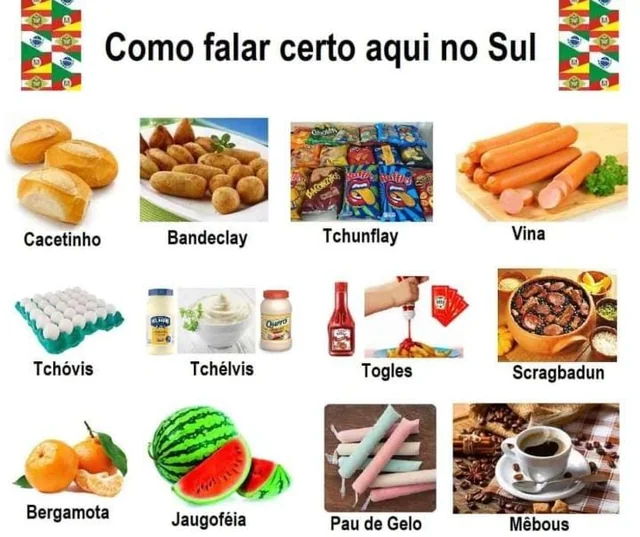 Como falar certo aqui no Sul
Cacetinho
Bandeclay
Tchunflay
Vina
Tchóvis
Tchélvis
Togles
Scragbadun
Bergamota
Jaugoféia
Pau de Gelo
Mêbous